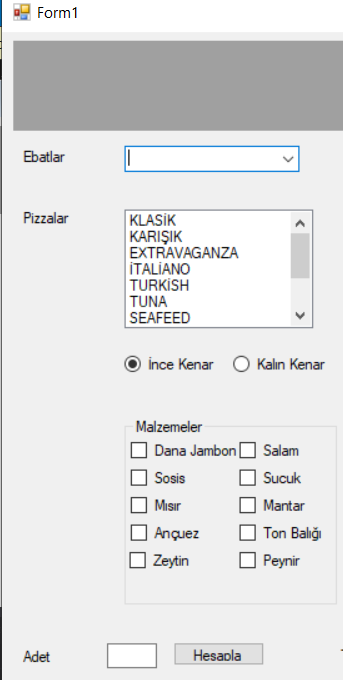 Form1
Ebatlar
Pizzalar
KLASİK
KARIŞIK
EXTRAVAGANZA
İTALİANO
TURKİSH
TUNA
SEAFEED
İnce Kenar Kalın Kenar
Malzemeler
Dana Jambon Salam
Sosis Sucuk
Mısır Mantar
Ançuez Ton Balığı
Zeytin Peynir
Adet Hesapla